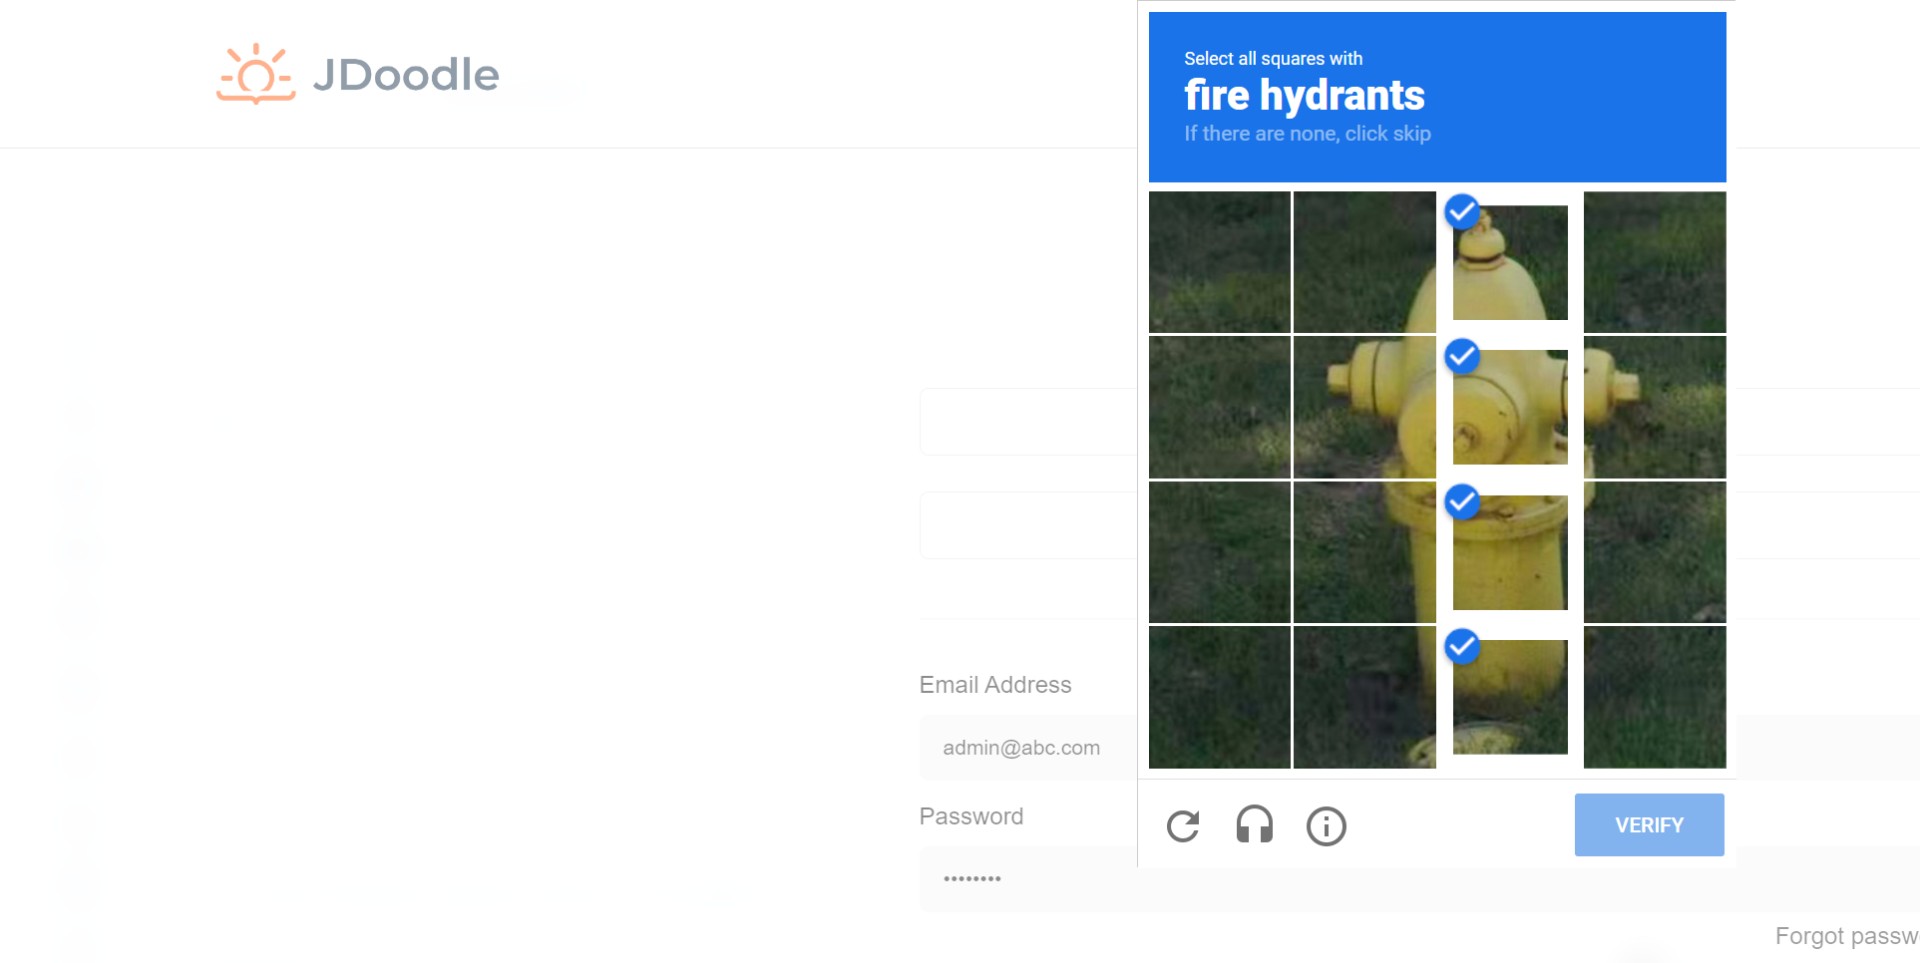 JDoodle
Select all squares with
fire hydrants
If there are none, click skip
Email Address
admin@abc.com
Password
••••••••
VERIFY
Forgot passw